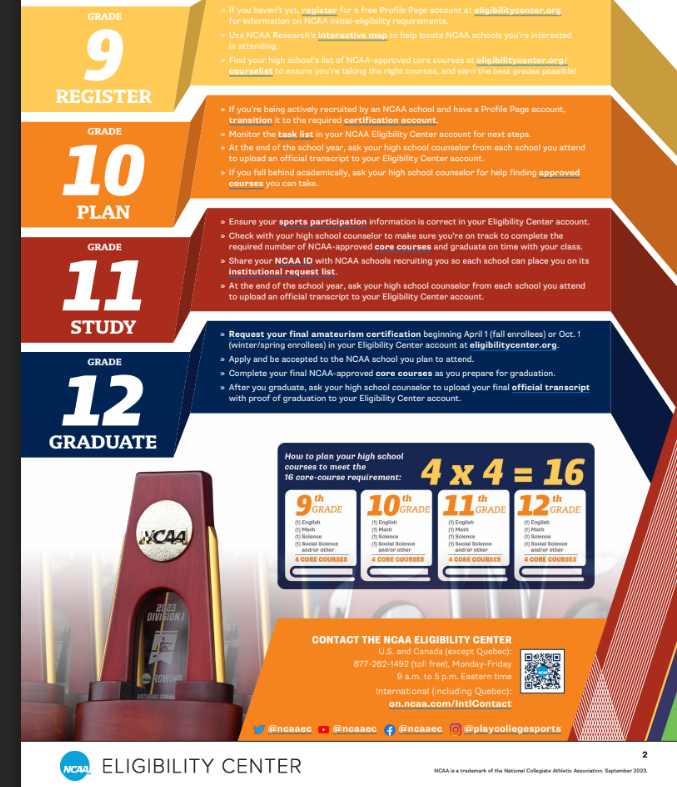 GRADE
9
REGISTER
» If you haven't yet, register for a free Profile Page account at eligibilitycenter.org
for information on NCAA initial-eligibility requirements.
» Use NCAA Research's interactive map to help locate NCAA schools you're interested
in attending.
» Find your high school's list of NCAA-approved core courses at eligibilitycenter.org/
courselist to ensure you're taking the right courses, and earn the best grades possible!
GRADE
10
PLAN
» If you're being actively recruited by an NCAA school and have a Profile Page account,
transition it to the required certification account.
» Monitor the task list in your NCAA Eligibility Center account for next steps.
» At the end of the school year, ask your high school counselor from each school you attend
to upload an official transcript to your Eligibility Center account.
» If you fall behind academically, ask your high school counselor for help finding approved
courses you can take.
GRADE
11
STUDY
» Ensure your sports participation information is correct in your Eligibility Center account.
» Check with your high school counselor to make sure you're on track to complete the
required number of NCAA-approved core courses and graduate on time with your class.
» Share your NCAA ID with NCAA schools recruiting you so each school can place you on its
institutional request list.
» At the end of the school year, ask your high school counselor from each school you attend
to upload an official transcript to your Eligibility Center account.
GRADE
12
GRADUATE
» Request your final amateurism certification beginning April 1 (fall enrollees) or Oct. 1
(winter/spring enrollees) in your Eligibility Center account at eligibilitycenter.org.
» Apply and be accepted to the NCAA school you plan to attend.
» Complete your final NCAA-approved core courses as you prepare for graduation.
» After you graduate, ask your high school counselor to upload your final official transcript
with proof of graduation to your Eligibility Center account.
How to plan your high school
courses to meet the
16 core-course requirement:
4 x 4 = 16
9th
GRADE
(1) English
(1) Math
(1) Science
(1) Social Science
and/or other
4 CORE COURSES
10th
GRADE
(1) English
(1) Math
(1) Science
(1) Social Science
and/or other
4 CORE COURSES
11th
GRADE
(1) English
(1) Math
(1) Science
(1) Social Science
and/or other
4 CORE COURSES
12th
GRADE
(1) English
(1) Math
(1) Science
(1) Social Science
and/or other
4 CORE COURSES
NCAA
2023
DIVISION I
ROWING
CONTACT THE NCAA ELIGIBILITY CENTER
U.S. and Canada (except Quebec):
877-262-1492 (toll free), Monday-Friday
9 a.m. to 5 p.m. Eastern time
International (including Quebec):
on.ncaa.com/IntlContact
@ncaaec @ncaaec @ncaaec @playcollegesports
2
NCAA ELIGIBILITY CENTER
NCAA is a trademark of the National Collegiate Athletic Association. September 2023.